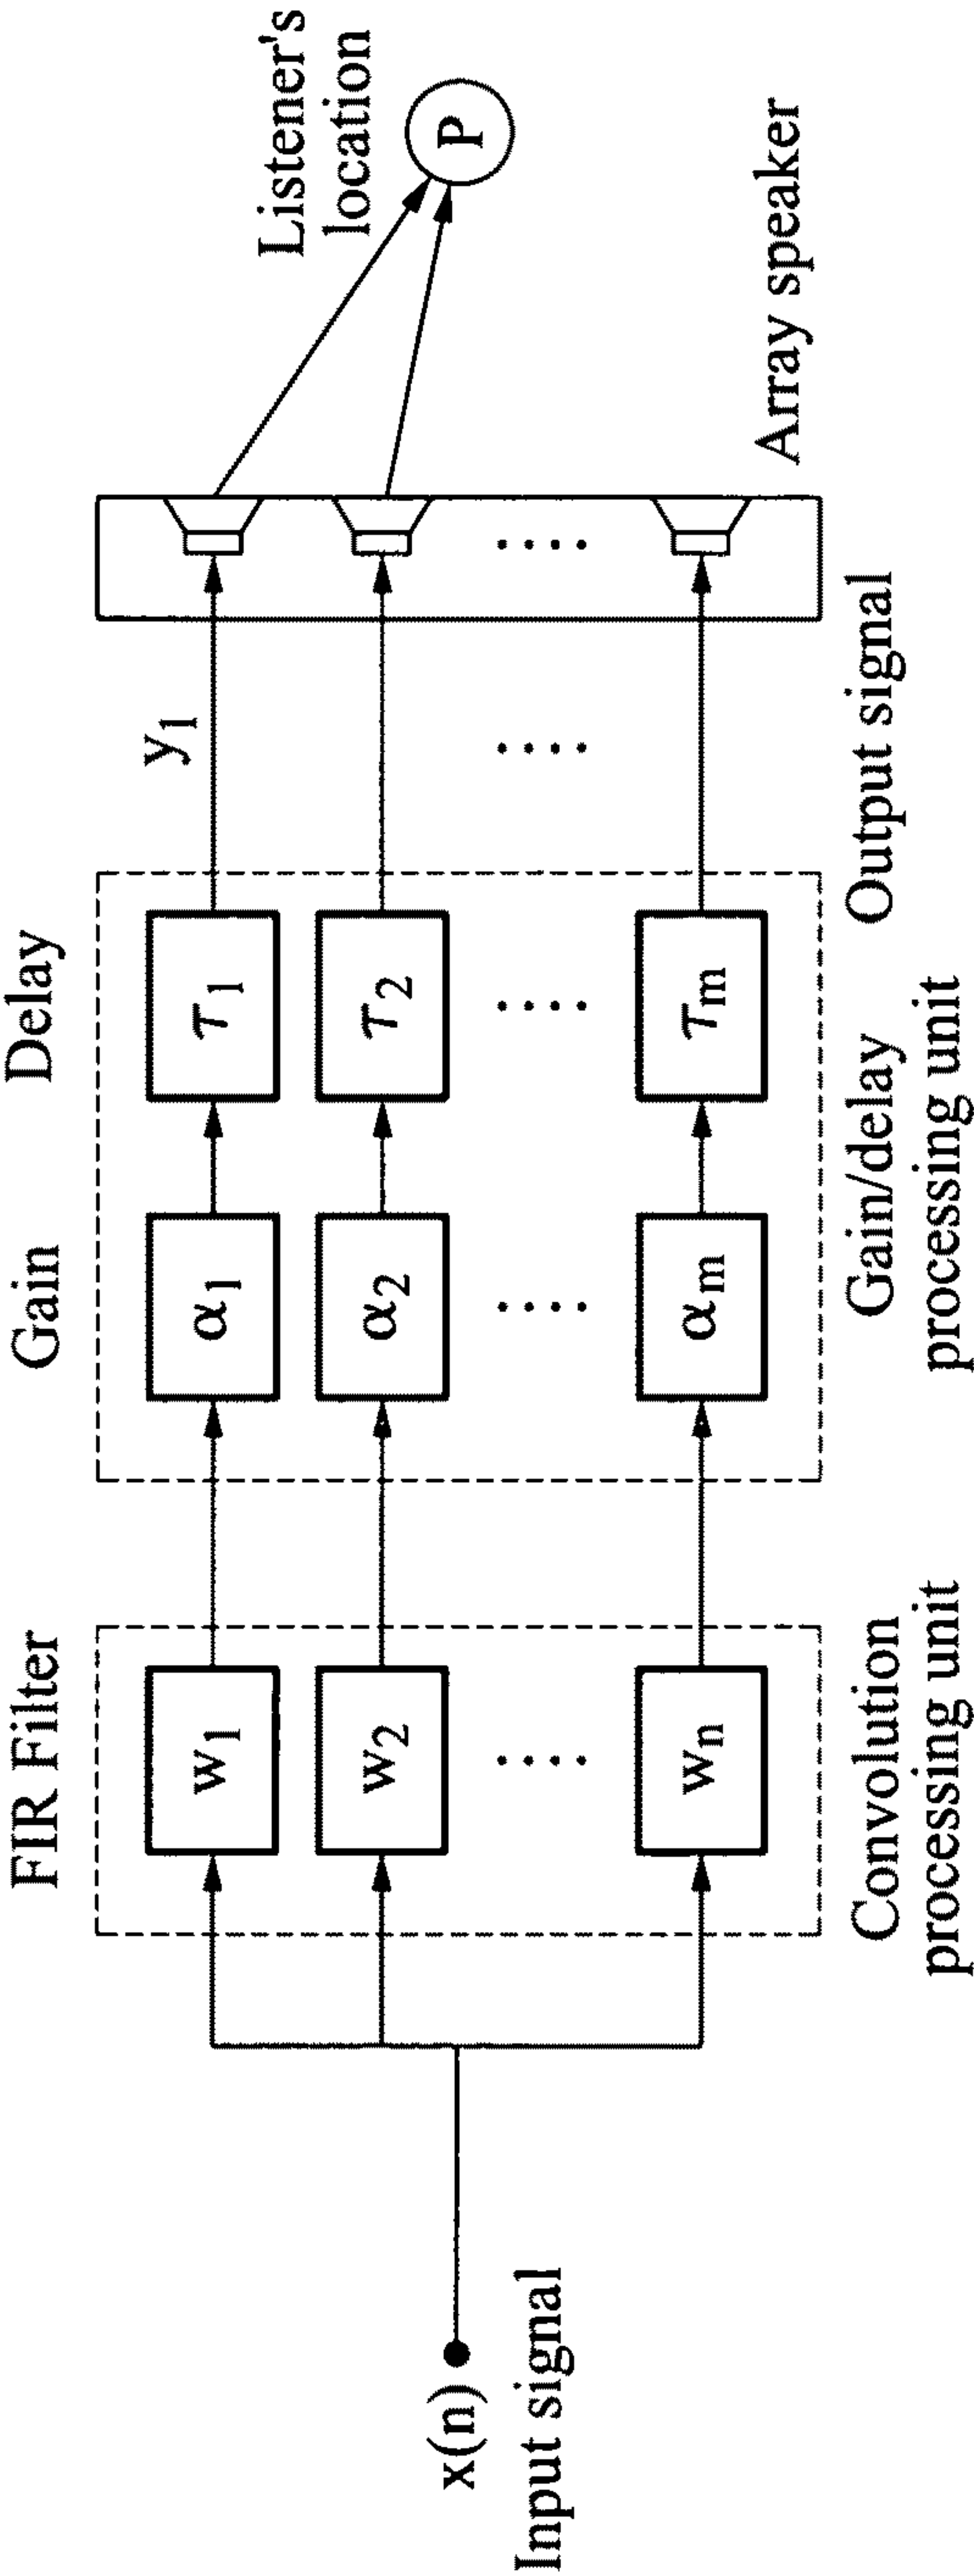 FIR Filter
Gain
Delay
Listener's
location
x(n)
Input signal
w1
w2
....
wn
α1
α2
....
αm
τ1
τ2
....
τm
y1
....
....
P
Convolution
processing unit
Gain/delay
processing unit
Output signal
Array speaker